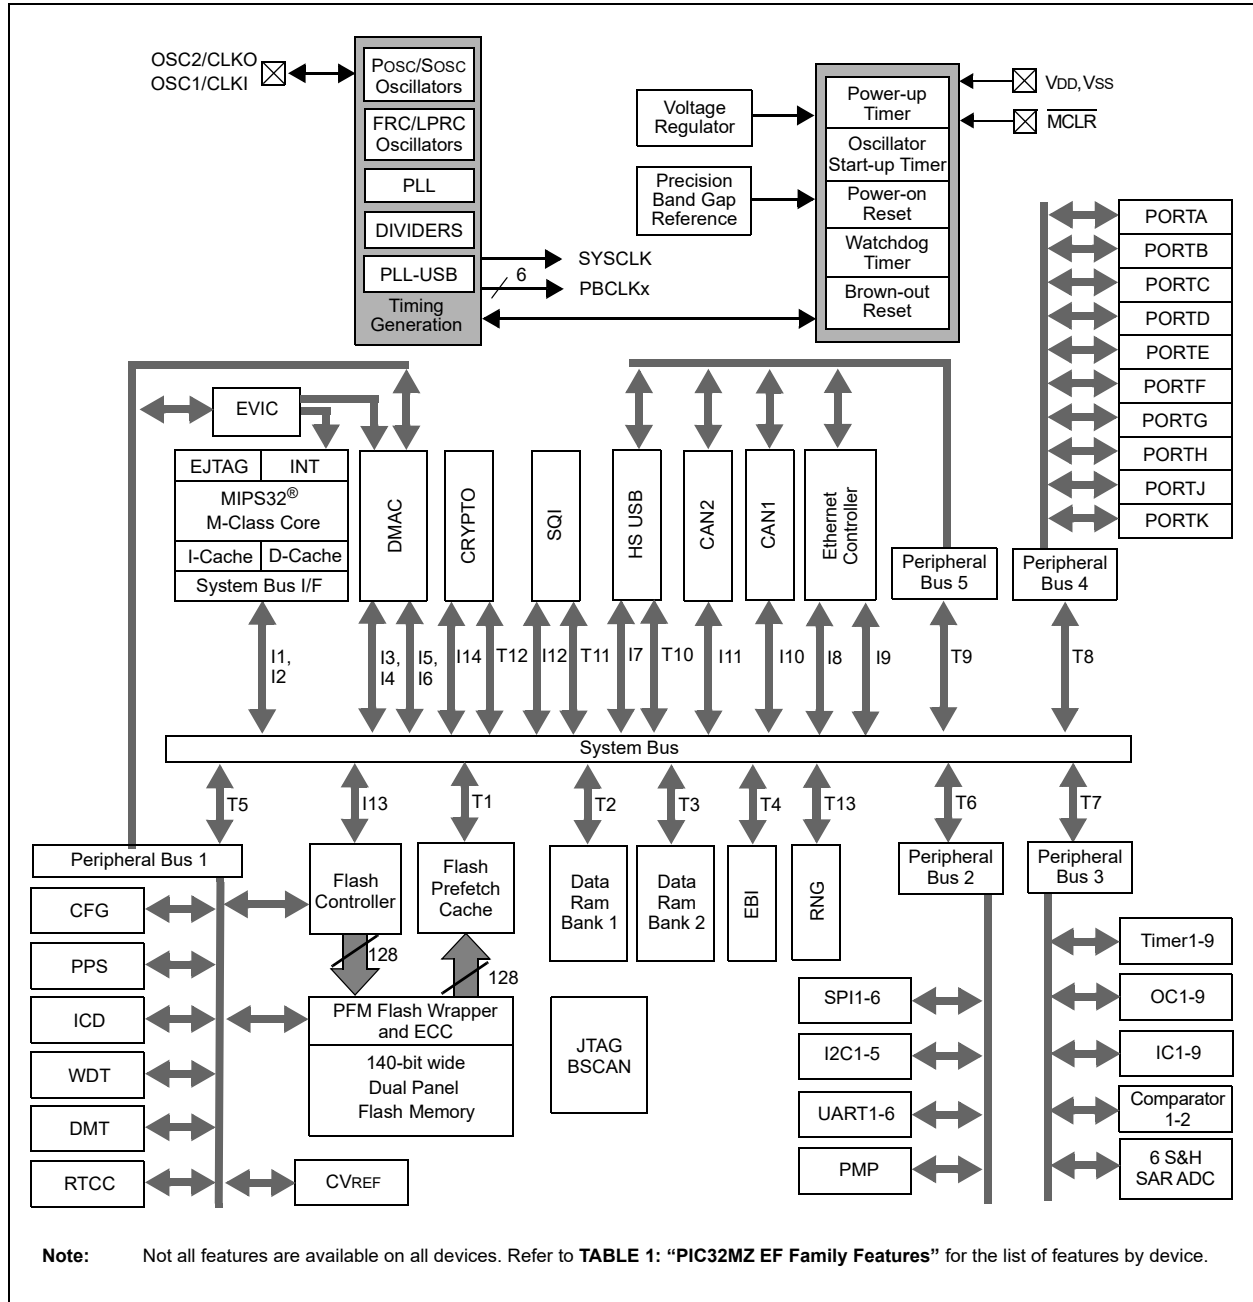 OSC2/CLKO
OSC1/CLKI
POSC/SOSC
Oscillators
FRC/LPRC
Oscillators
PLL
DIVIDERS
PLL-USB
Timing
Generation
SYSCLK
6
PBCLKx
Voltage
Regulator
Precision
Band Gap
Reference
Power-up
Timer
Oscillator
Start-up Timer
Power-on
Reset
Watchdog
Timer
Brown-out
Reset
VDD, VSS
MCLR
PORTA
PORTB
PORTC
PORTD
PORTE
PORTF
PORTG
PORTH
PORTJ
PORTK
EVIC
EJTAG
INT
MIPS32®
M-Class Core
I-Cache
D-Cache
System Bus I/F
DMAC
CRYPTO
SQI
HS USB
CAN2
CAN1
Ethernet
Controller
Peripheral
Bus 5
Peripheral
Bus 4
I1,
I2
I3,
I4
I5,
I6
I14
T12
I12
T11
I7
T10
I11
I10
I8
I9
T9
T8
System Bus
T5
I13
T1
T2
T3
T4
T13
T6
T7
Peripheral Bus 1
Flash
Controller
Flash
Prefetch
Cache
Data
Ram
Bank 1
Data
Ram
Bank 2
EBI
RNG
Peripheral
Bus 2
Peripheral
Bus 3
CFG
PPS
ICD
WDT
DMT
RTCC
128
128
PFM Flash Wrapper
and ECC
140-bit wide
Dual Panel
Flash Memory
CVREF
JTAG
BSCAN
SPI1-6
I2C1-5
UART1-6
PMP
Timer1-9
OC1-9
IC1-9
Comparator
1-2
6 S&H
SAR ADC
Note: Not all features are available on all devices. Refer to TABLE 1: “PIC32MZ EF Family Features” for the list of features by device.